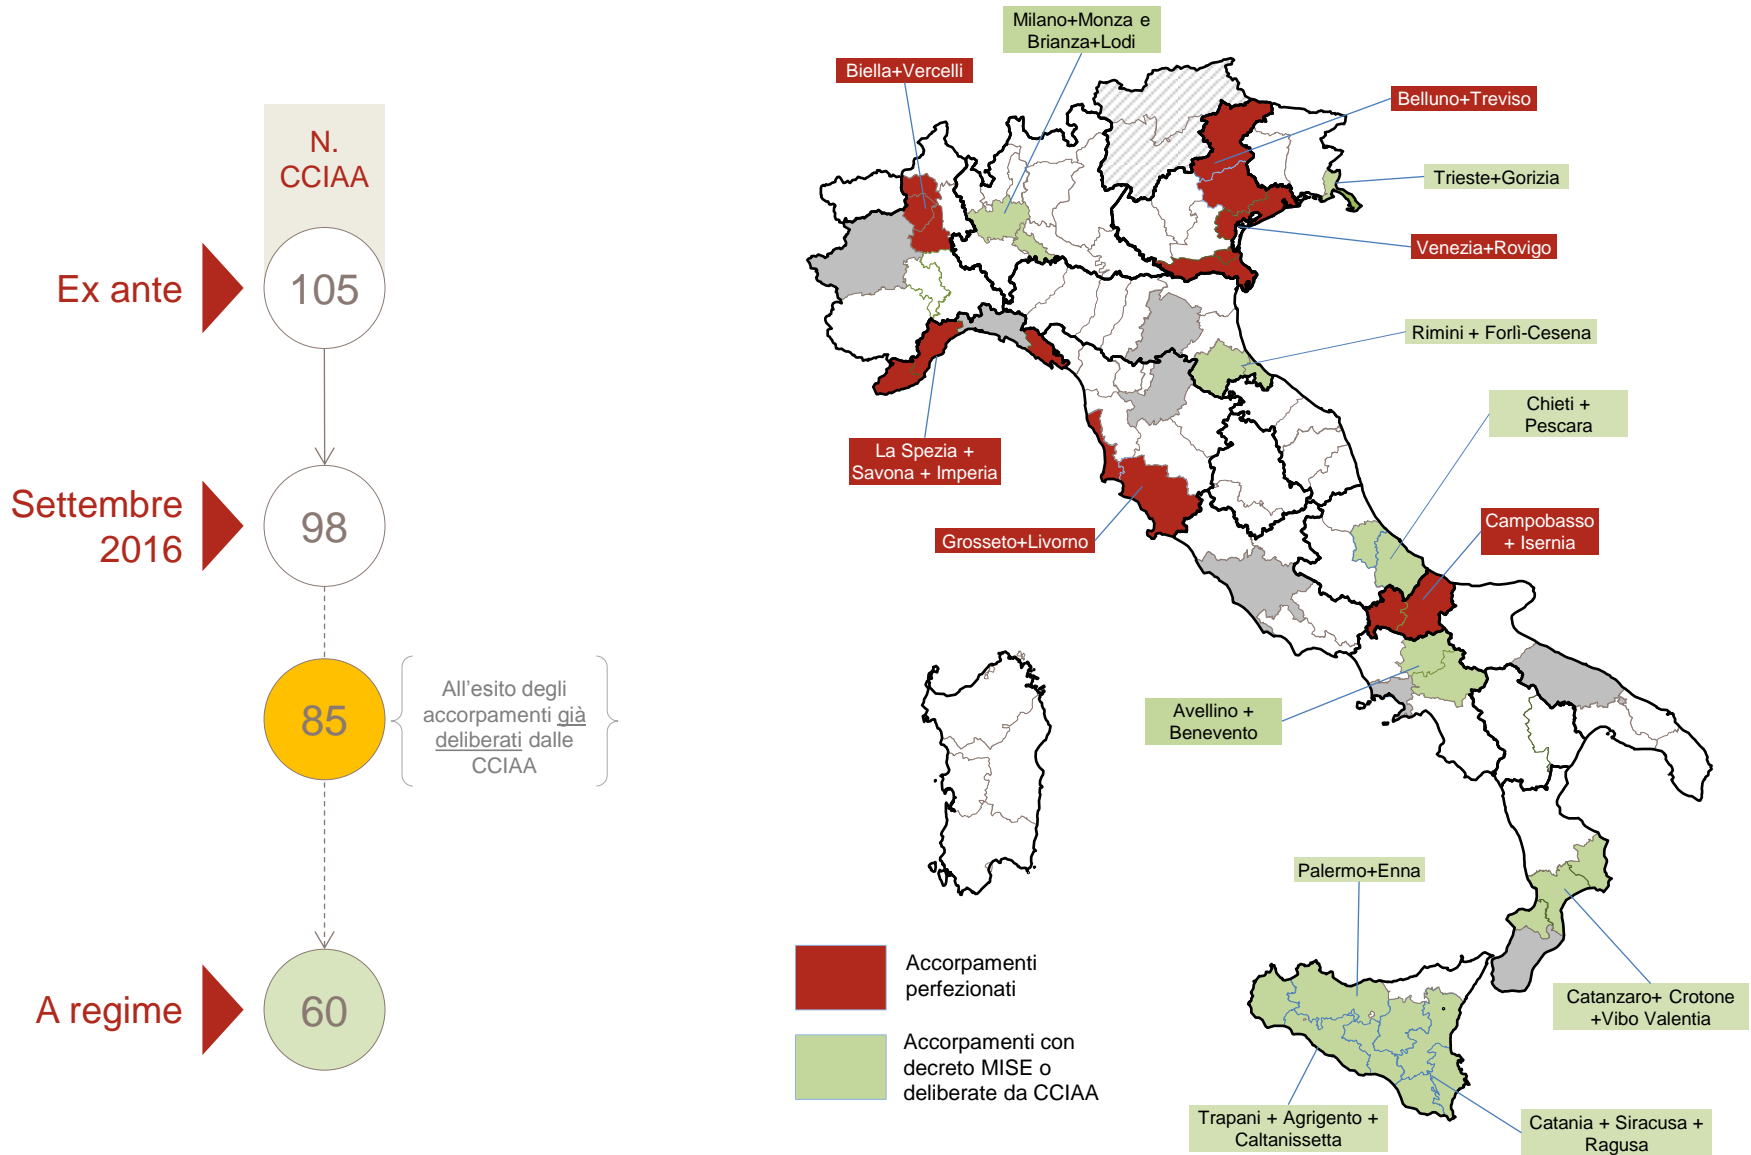 N.
CCIAA
Ex ante
105
Settembre
2016
98
85
All'esito degli
accorpamenti già
deliberati dalle
CCIAA
A regime
60
Milano+Monza e
Brianza+Lodi
Biella+Vercelli
Belluno+Treviso
Trieste+Gorizia
Venezia+Rovigo
Rimini + Forlì-Cesena
Chieti +
Pescara
La Spezia +
Savona + Imperia
Grosseto+Livorno
Campobasso
+ Isernia
Avellino +
Benevento
Palermo+Enna
Catanzaro+ Crotone
+Vibo Valentia
Trapani + Agrigento +
Caltanissetta
Catania + Siracusa +
Ragusa
Accorpamenti
perfezionati
Accorpamenti con
decreto MISE o
deliberate da CCIAA